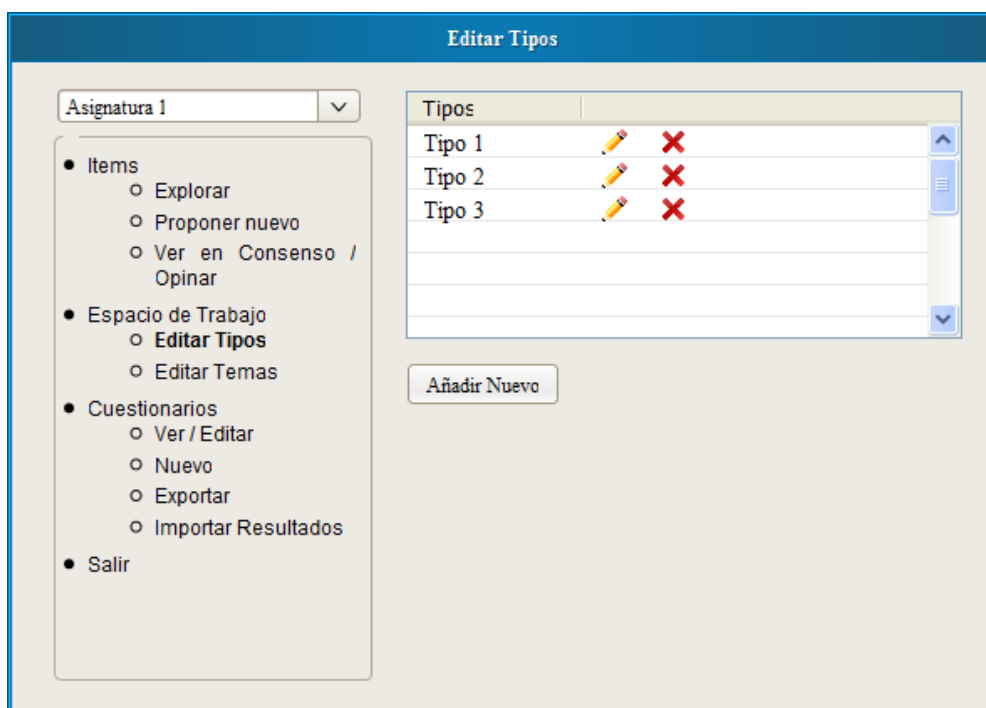 Editar Tipos
Asignatura 1
Items
Explorar
Proponer nuevo
Ver en Consenso /
Opinar
Espacio de Trabajo
Editar Tipos
Editar Temas
Cuestionarios
Ver / Editar
Nuevo
Exportar
Importar Resultados
Salir
Tipos
Tipo 1
Tipo 2
Tipo 3
Añadir Nuevo